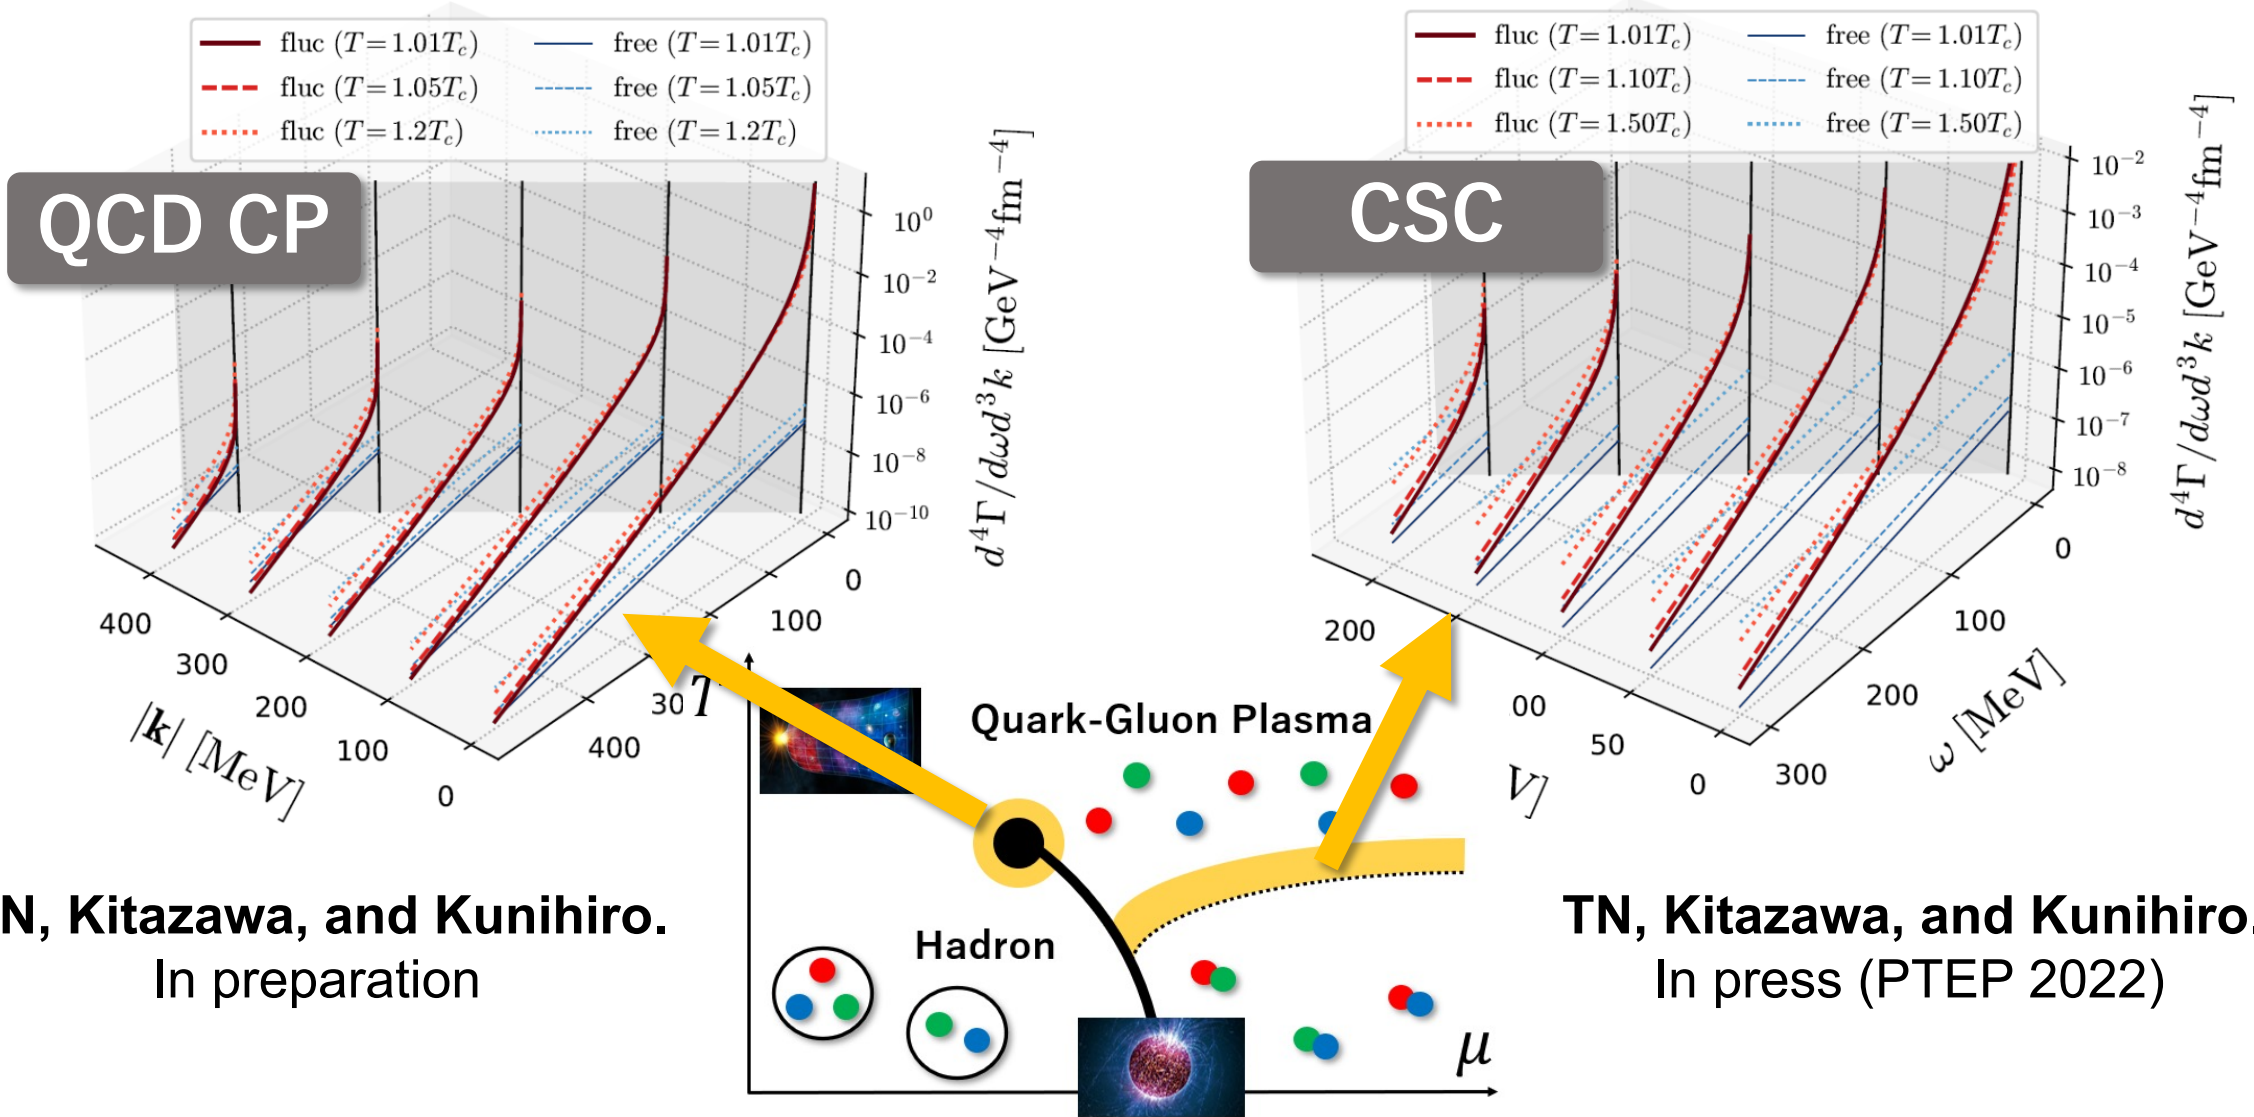 fluc (T=1.01T_c) free (T=1.01T_c)
fluc (T=1.05T_c) free (T=1.05T_c)
fluc (T=1.2T_c) free (T=1.2T_c)
QCD CP
10^0
10^−2
10^−4
10^−6
10^−8
10^−10
d^4Γ/dωd^3k [GeV^−4fm^−4]
0
100
30
400
400
300
200
100
0
|k| [MeV]
fluc (T=1.01T_c) free (T=1.01T_c)
fluc (T=1.10T_c) free (T=1.10T_c)
fluc (T=1.50T_c) free (T=1.50T_c)
CSC
10^−2
10^−3
10^−4
10^−5
10^−6
10^−7
10^−8
d^4Γ/dωd^3k [GeV^−4fm^−4]
0
100
200
300
ω [MeV]
200
00
50
0
V]
T
Quark-Gluon Plasma
Hadron
μ
N, Kitazawa, and Kunihiro.
In preparation
TN, Kitazawa, and Kunihiro.
In press (PTEP 2022)